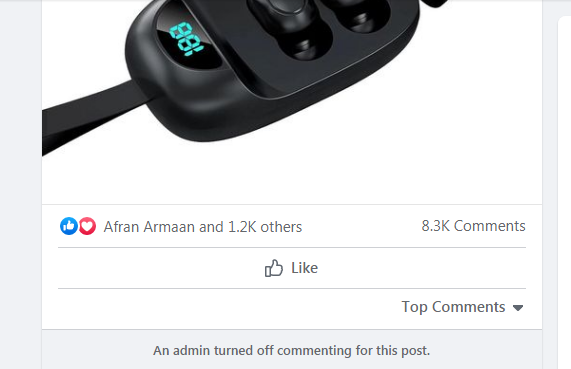 88
Afran Armaan and 1.2K others
8.3K Comments
Like
Top Comments
An admin turned off commenting for this post.